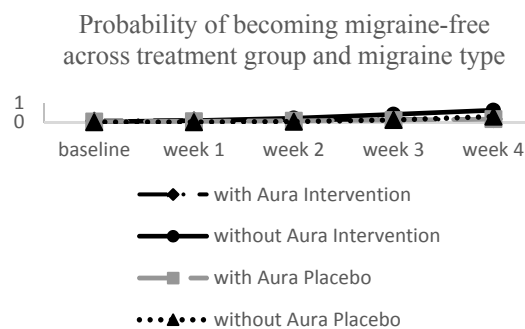 Probability of becoming migraine-free
across treatment group and migraine type
1
0
baseline week 1 week 2 week 3 week 4
with Aura Intervention
without Aura Intervention
with Aura Placebo
without Aura Placebo